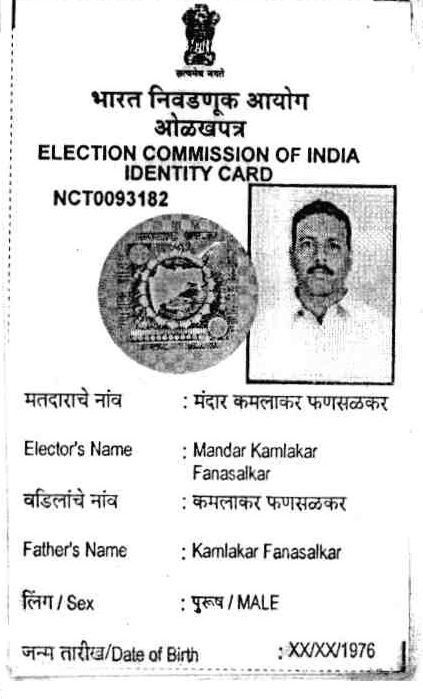 सत्यमेव जयते
भारत निवडणूक आयोग
ओळखपत्र
ELECTION COMMISSION OF INDIA
IDENTITY CARD
NCT0093182
मतदाराचे नांव : मंदार कमलाकर फणसळकर
Elector's Name : Mandar Kamlakar
Fanasalkar
वडिलांचे नांव : कमलाकर फणसळकर
Father's Name : Kamlakar Fanasalkar
लिंग / Sex : पुरूष / MALE
जन्म तारीख/Date of Birth : XX/XX/1976